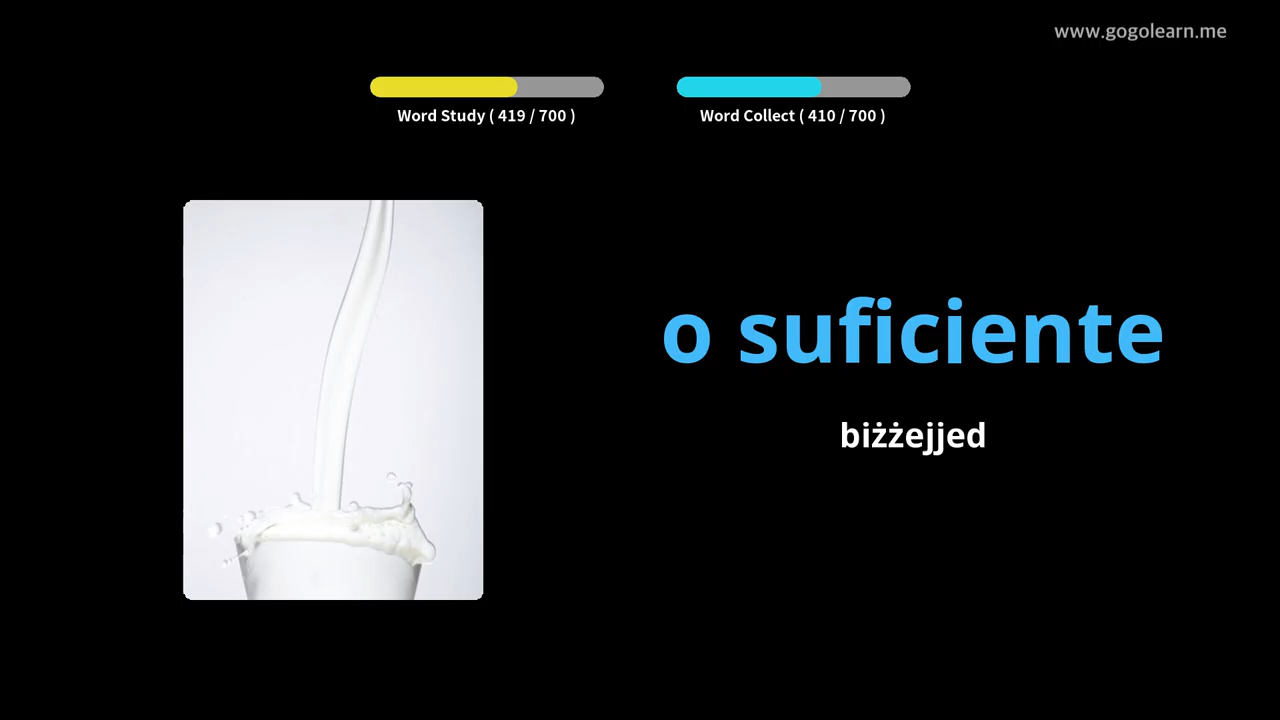 www.gogolearn.me
Word Study ( 419 / 700 )
Word Collect ( 410 / 700 )
o suficiente
biżżejjed